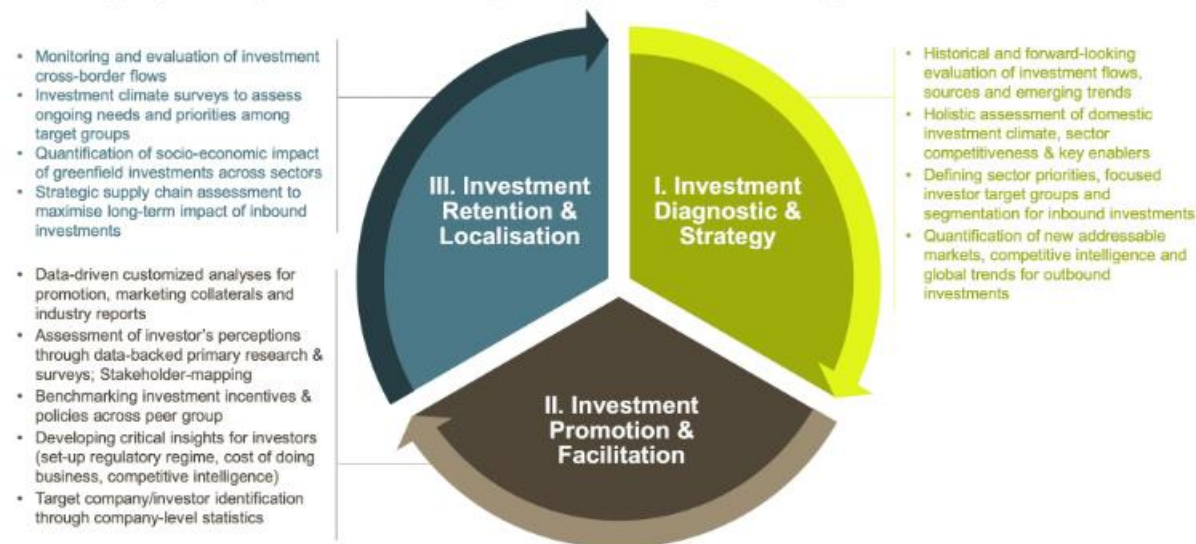 • Monitoring and evaluation of investment
cross-border flows
• Investment climate surveys to assess
ongoing needs and priorities among
target groups
• Quantification of socio-economic impact
of greenfield investments across sectors
• Strategic supply chain assessment to
maximise long-term impact of inbound
investments
• Data-driven customized analyses for
promotion, marketing collaterals and
industry reports
• Assessment of investor's perceptions
through data-backed primary research &
surveys; Stakeholder-mapping
• Benchmarking investment incentives &
policies across peer group
• Developing critical insights for investors
(set-up regulatory regime, cost of doing
business, competitive intelligence)
• Target company/investor identification
through company-level statistics
III. Investment
Retention &
Localisation
I. Investment
Diagnostic &
Strategy
II. Investment
Promotion &
Facilitation
• Historical and forward-looking
evaluation of investment flows,
sources and emerging trends
• Holistic assessment of domestic
investment climate, sector
competitiveness & key enablers
• Defining sector priorities, focused
investor target groups and
segmentation for inbound investments
• Quantification of new addressable
markets, competitive intelligence and
global trends for outbound
investments